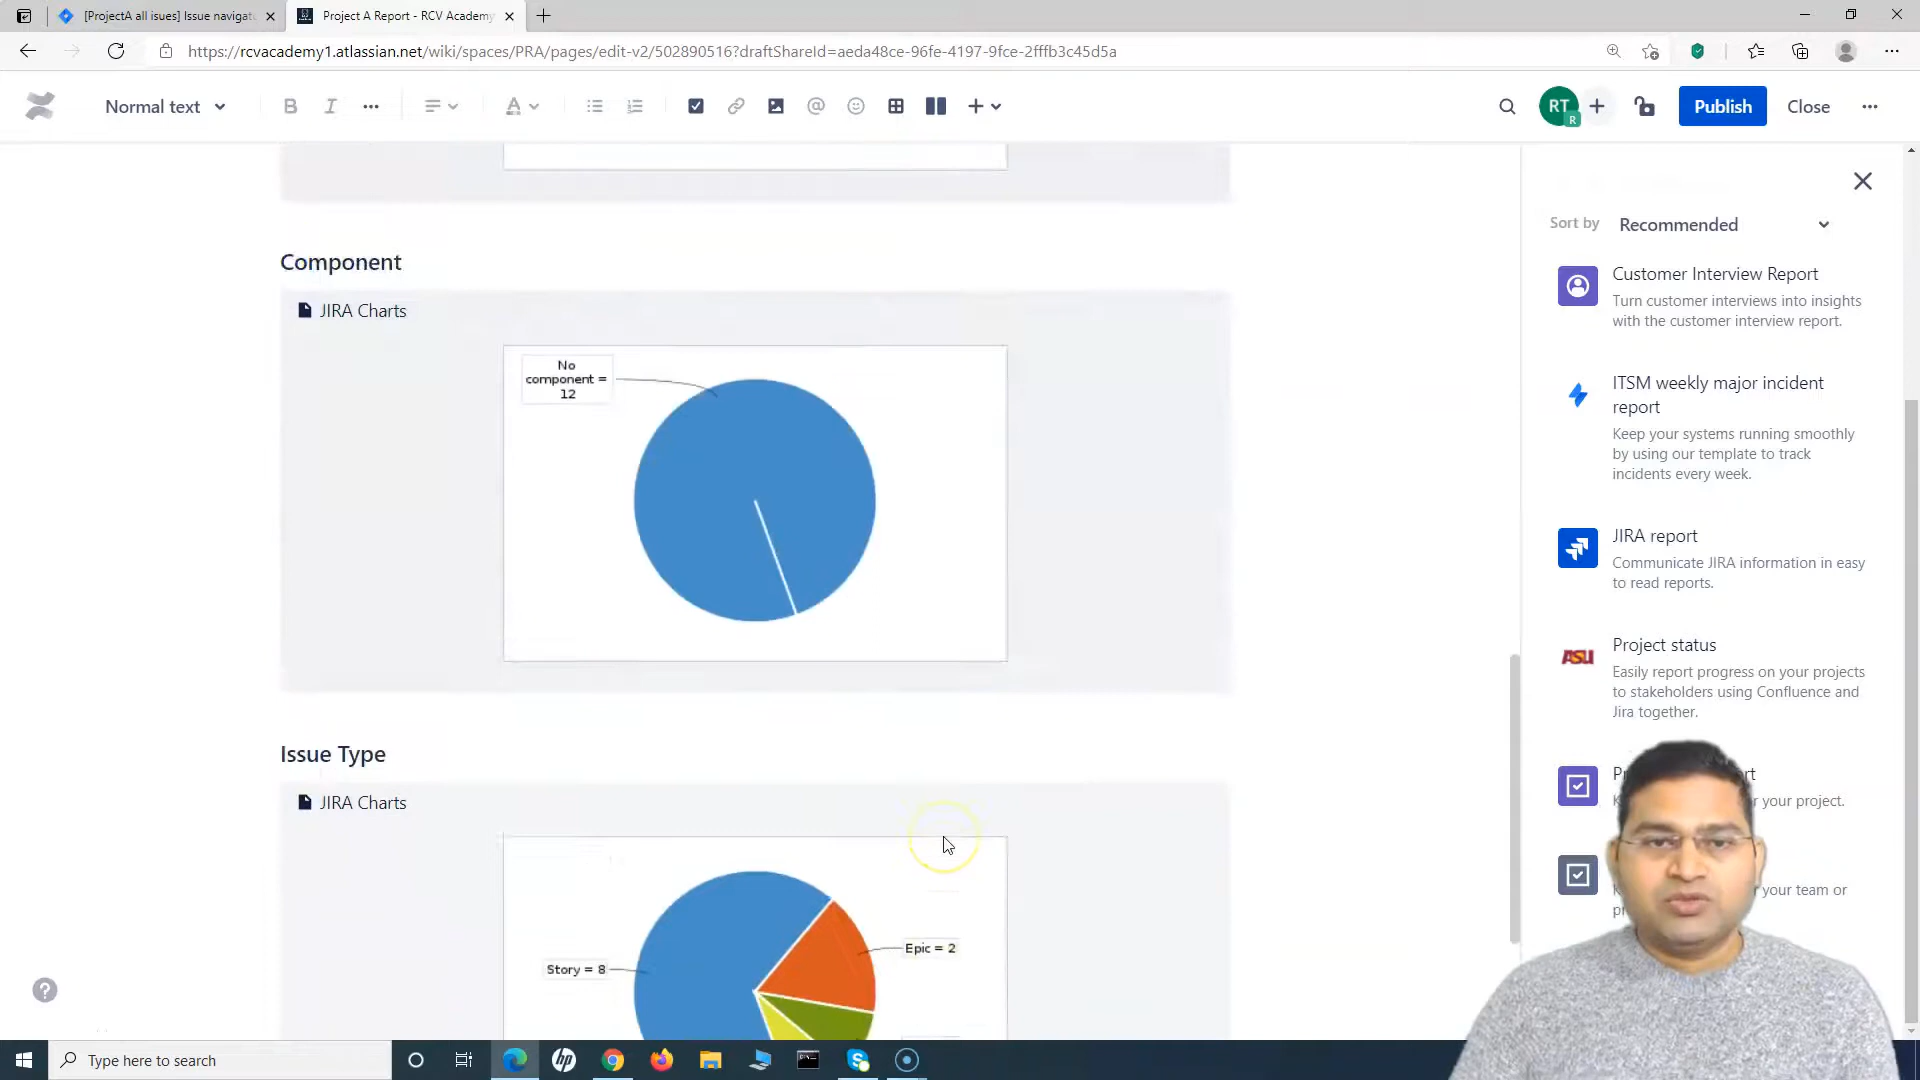 [ProjectA all isues] Issue navigat
Project A Report - RCV Academy
https://rcvacademy1.atlassian.net/wiki/spaces/PRA/pages/edit-v2/502890516?draftShareId=aeda48ce-96fe-4197-9fce-2fffb3c45d5a
Normal text
RT
R
Publish
Close
Component
JIRA Charts
No
component =
12
Issue Type
JIRA Charts
Story = 8
Epic = 2
Sort by
Recommended
Customer Interview Report
Turn customer interviews into insights
with the customer interview report.
ITSM weekly major incident
report
Keep your systems running smoothly
by using our template to track
incidents every week.
JIRA report
Communicate JIRA information in easy
to read reports.
ASU
Project status
Easily report progress on your projects
to stakeholders using Confluence and
Jira together.
your project.
your team or
Type here to search
hp